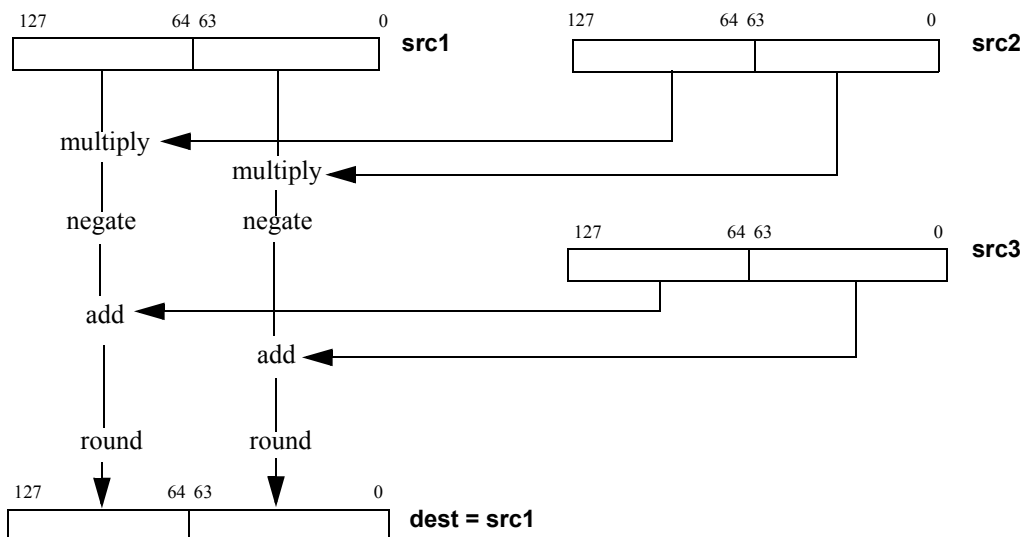 127 64 63 0 src1
127 64 63 0 src2
multiply
multiply
negate negate
127 64 63 0 src3
add
add
round round
127 64 63 0
dest = src1